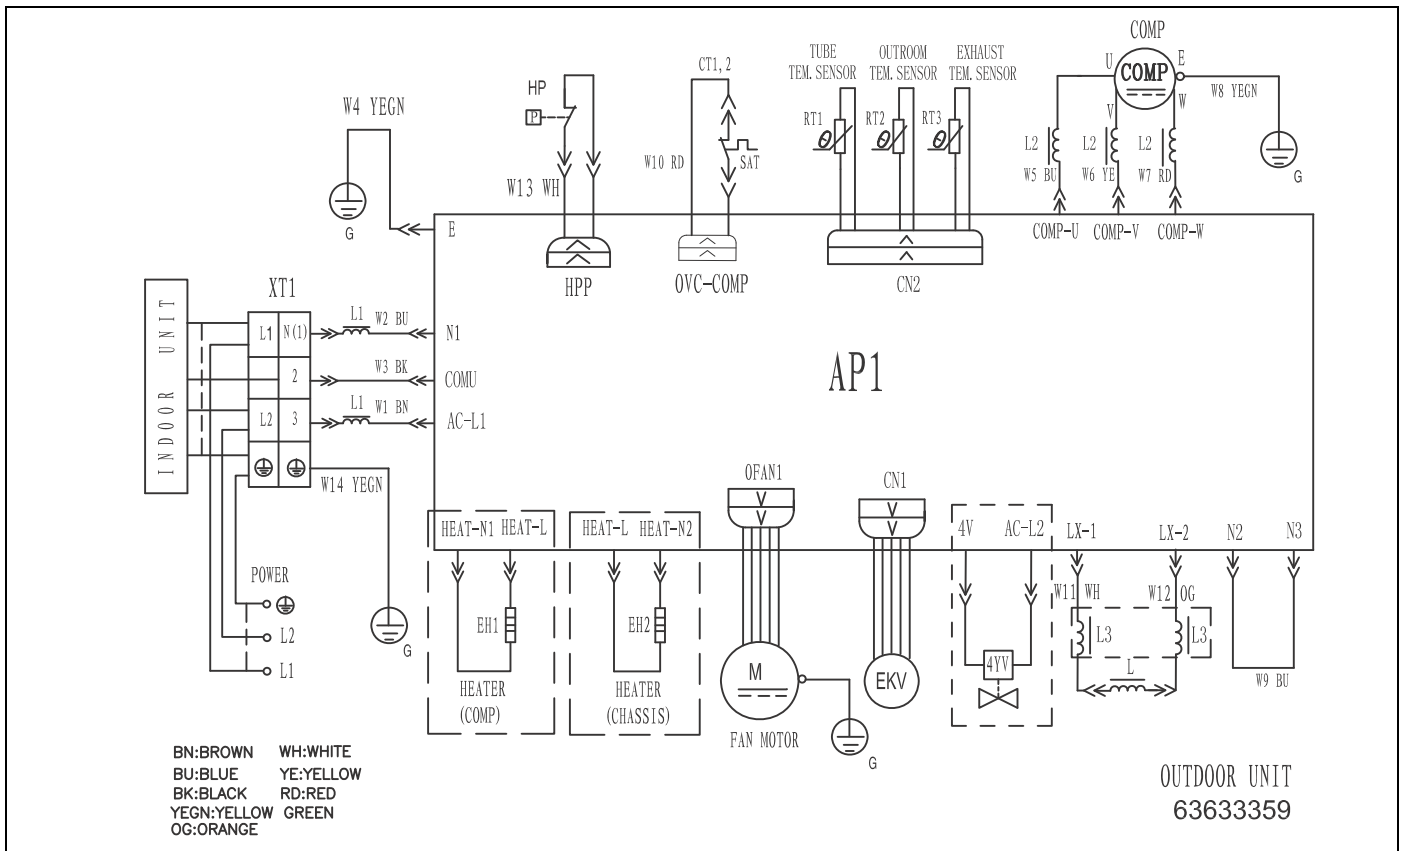 COMP
TUBE
TEM. SENSOR
OUTROOM
TEM. SENSOR
EXHAUST
TEM. SENSOR
CT1, 2
HP
P
W4 YEGN
U
COMP
E
W8 YEGN
V
W
RT1
RT2
RT3
L2
L2
L2
W10 RD
SAT
W13 WH
W5 BU
W6 YE
W7 RD
G
G
E
COMP-U
COMP-V
COMP-W
HPP
OVC-COMP
CN2
XT1
INDOOR UNIT
L1
N(1)
L1
W2 BU
N1
2
W3 BK
COMU
L2
3
L1
W1 BN
AC-L1
AP1
W14 YEGN
OFAN1
CN1
HEAT-N1
HEAT-L
HEAT-L
HEAT-N2
4V
AC-L2
LX-1
LX-2
N2
N3
POWER
W11 WH
W12 OG
EH1
EH2
L3
L3
L2
L1
G
4YV
L
W9 BU
M
EKV
HEATER
(COMP)
HEATER
(CHASSIS)
FAN MOTOR
G
BN:BROWN WH:WHITE
BU:BLUE YE:YELLOW
BK:BLACK RD:RED
YEGN:YELLOW GREEN
OG:ORANGE
OUTDOOR UNIT
63633359